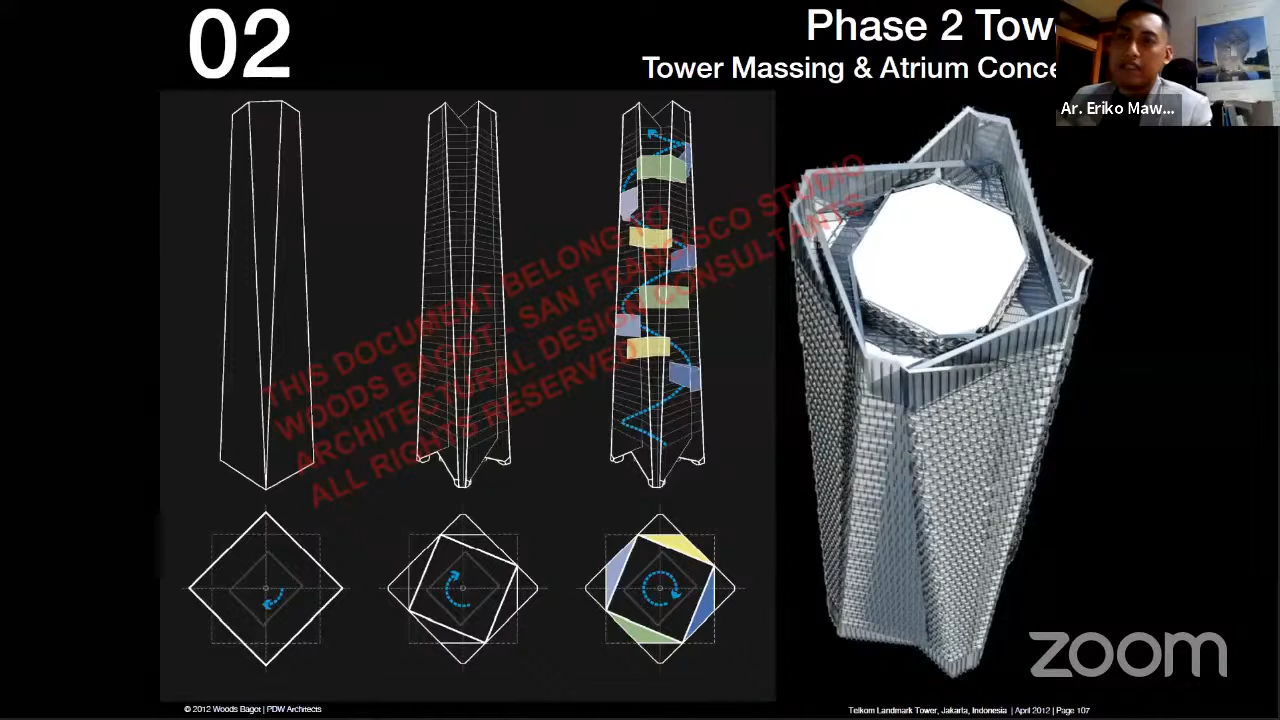 02
Phase 2 Tow
Tower Massing & Atrium Conce
Ar. Eriko Maw...
THIS DOCUMENT BELONG TO
WOODS BAGOT - SAN FRANCISCO STUDIO
ARCHITECTURAL DESIGN CONSULTANTS
ALL RIGHTS RESERVED
zoom
© 2012 Woods Bagot | PDW Architects
Telkom Landmark Tower, Jakarta, Indonesia | April 2012 | Page 107